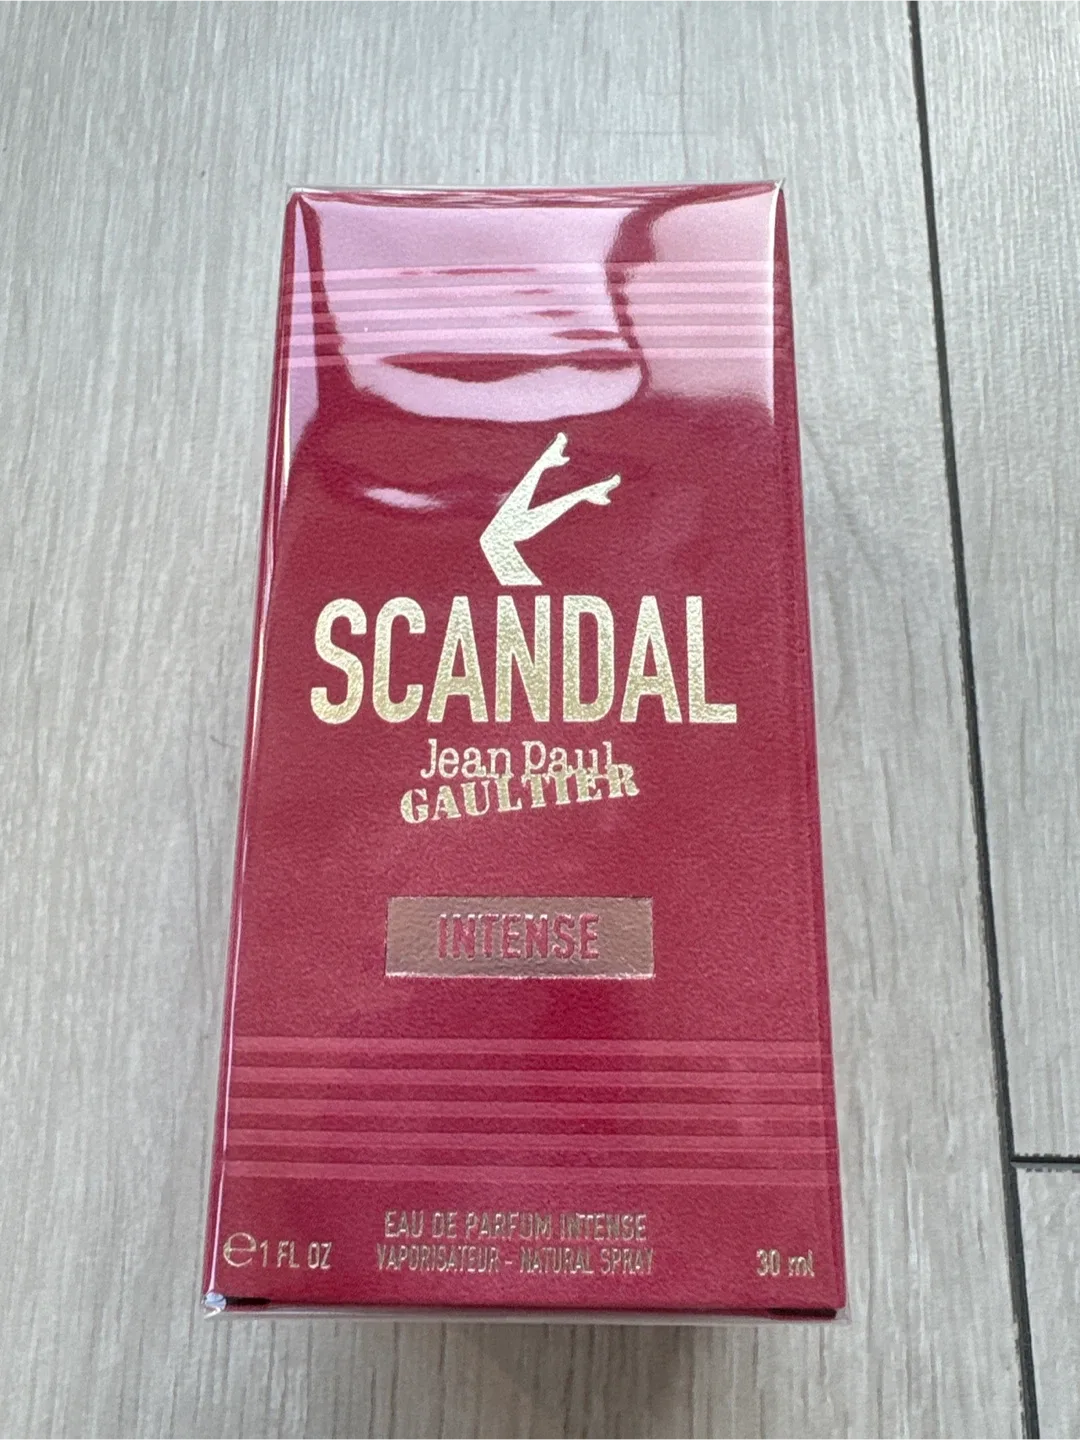 SCANDAL
Jean Paul
GAULTIER
INTENSE
EAU DE PARFUM INTENSE
℮ 1 FL OZ VAPORISATEUR - NATURAL SPRAY 30 ml